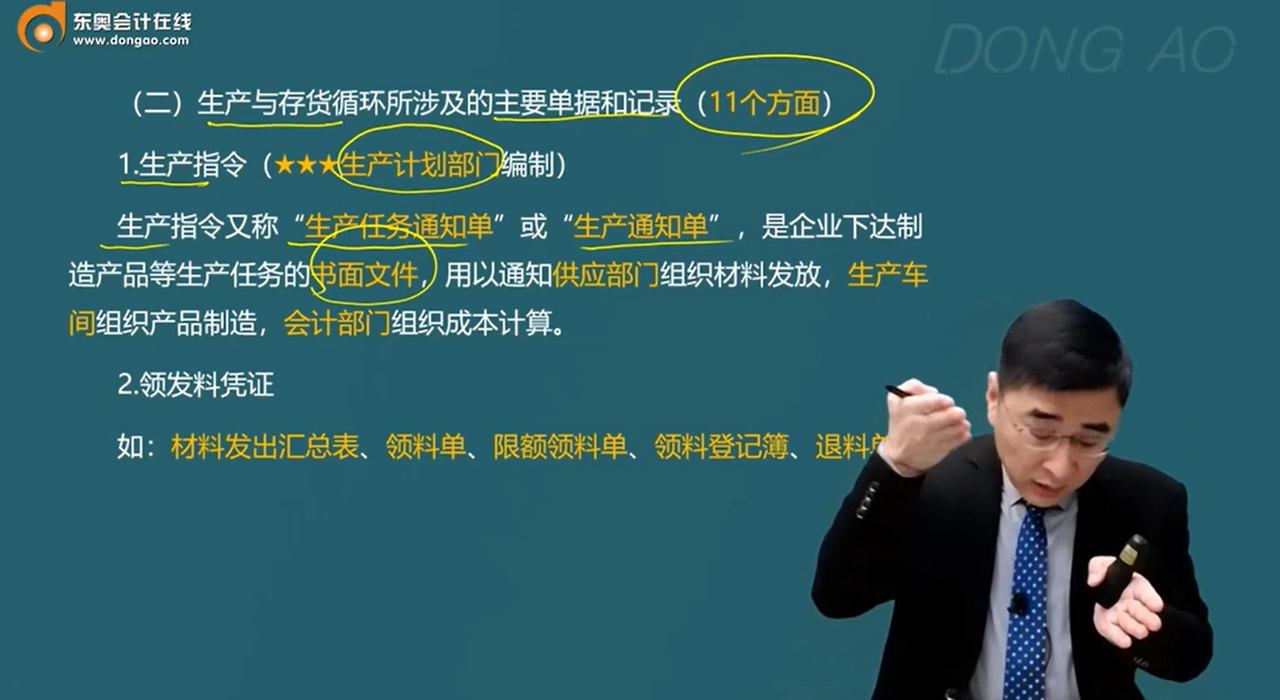 东奥会计在线
www.dongao.com
DONG AO
（二）生产与存货循环所涉及的主要单据和记录（11个方面）
1.生产指令（★★★生产计划部门编制）
生产指令又称“生产任务通知单”或“生产通知单”，是企业下达制
造产品等生产任务的书面文件，用以通知供应部门组织材料发放，生产车
间组织产品制造，会计部门组织成本计算。
2.领发料凭证
如：材料发出汇总表、领料单、限额领料单、领料登记簿、退料